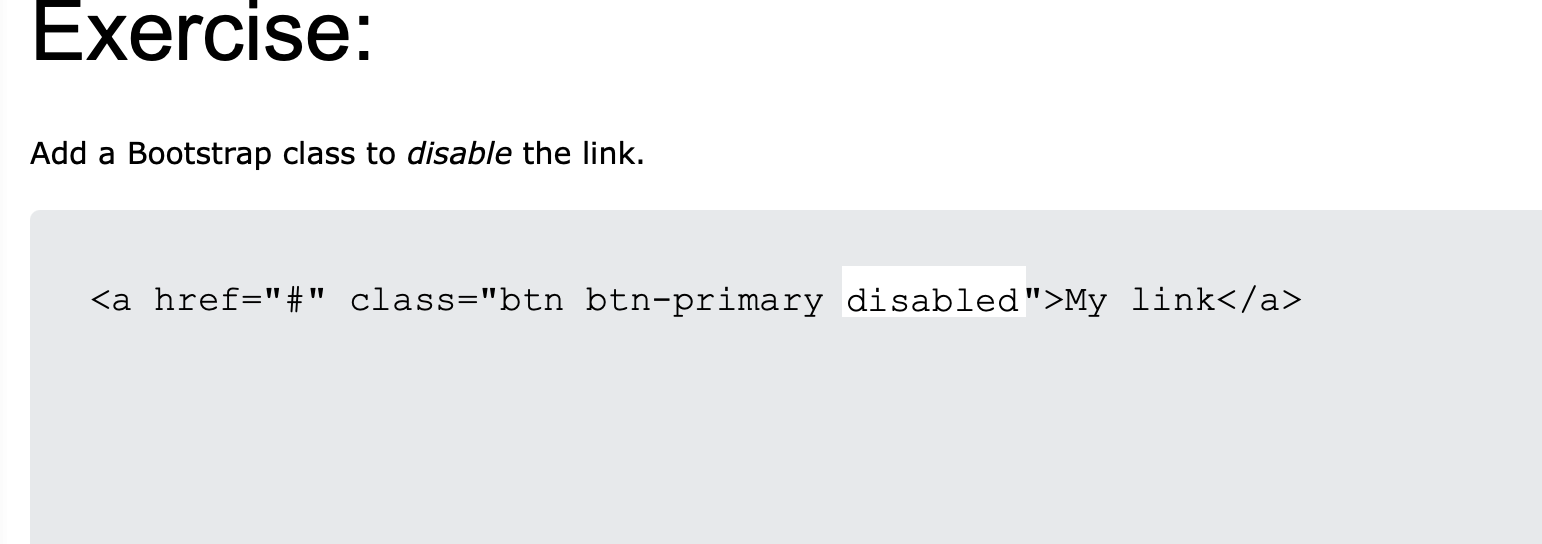 Exercise:
Add a Bootstrap class to disable the link.
<a href="#" class="btn btn-primary disabled">My link</a>